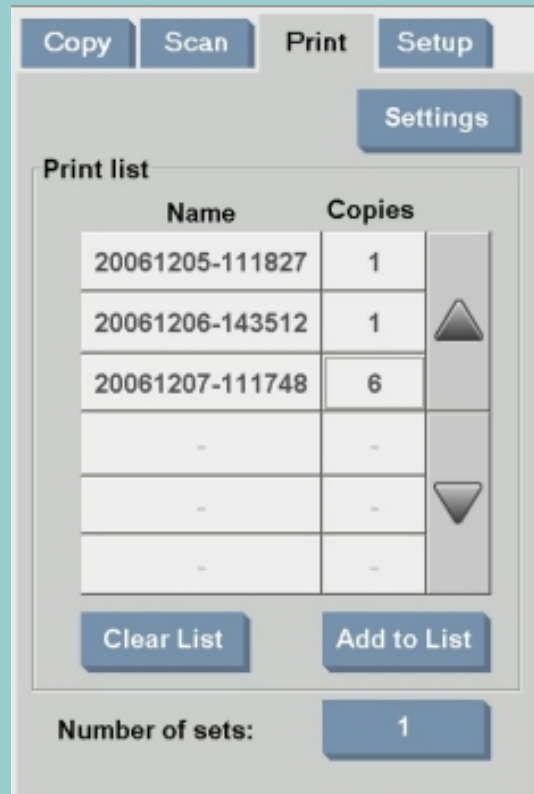 Copy Scan Print Setup
Settings
Print list
Name Copies
20061205-111827 1
20061206-143512 1
20061207-111748 6
- -
- -
- -
Clear List Add to List
Number of sets: 1